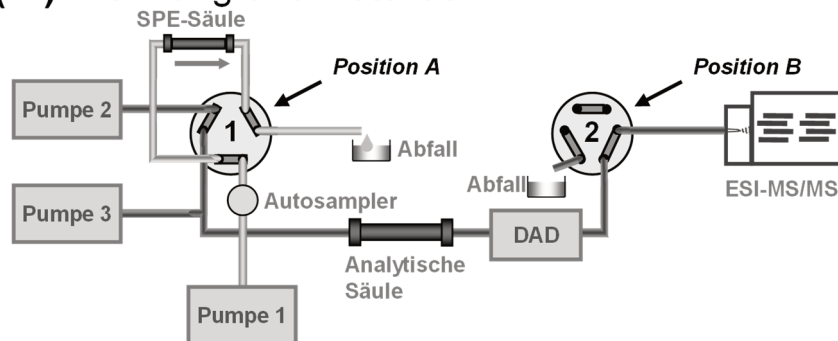 SPE-Säule
Position A
Position B
Pumpe 2
1
2
Abfall
ESI-MS/MS
Abfall
Autosampler
Pumpe 3
DAD
Analytische
Säule
Pumpe 1